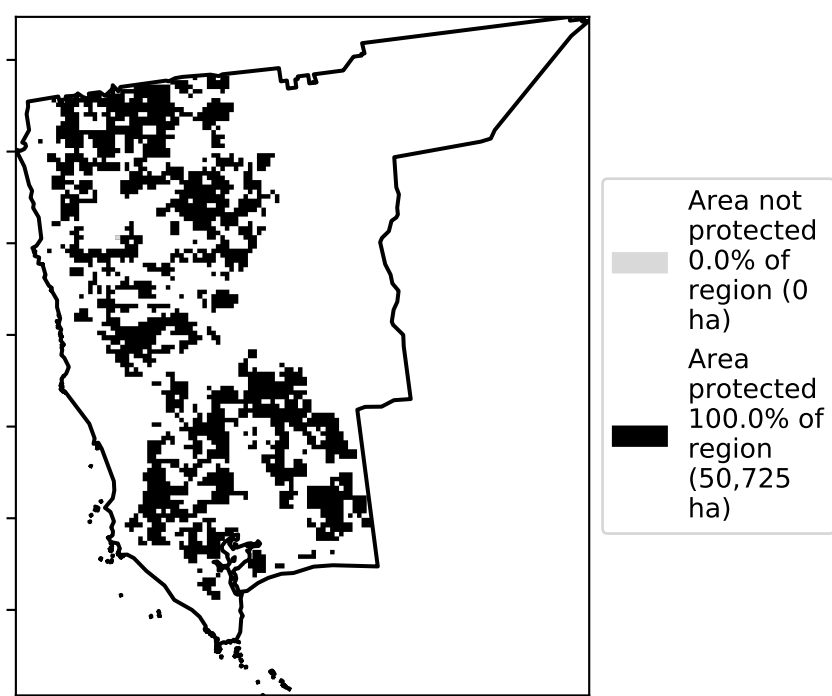 Area not
protected
0.0% of
region (0
ha)
Area
protected
100.0% of
region
(50,725
ha)